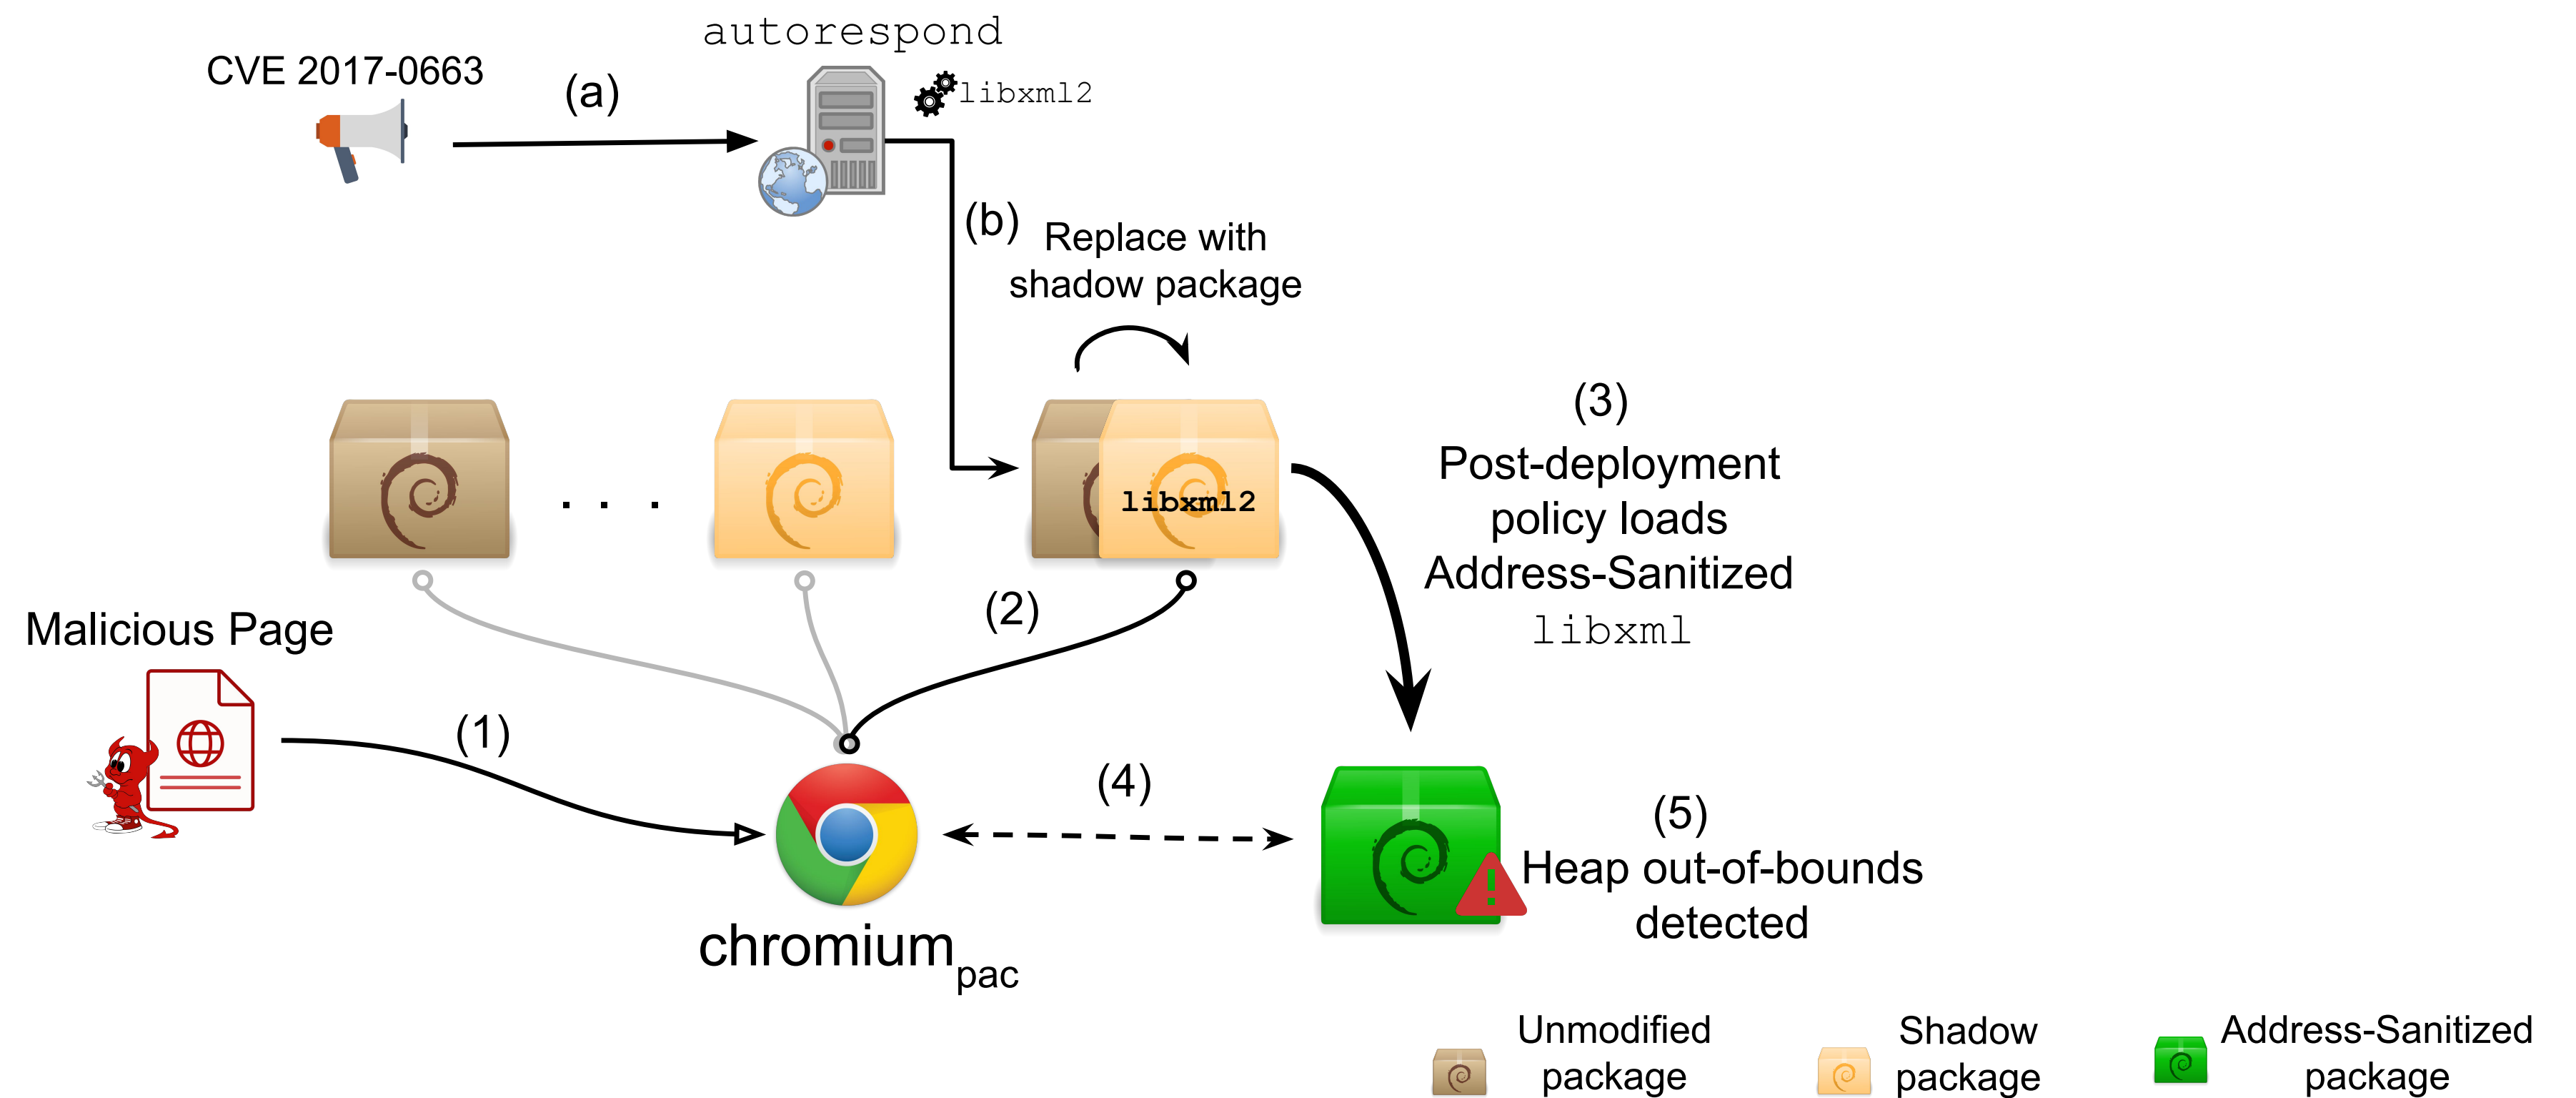 autorespond
CVE 2017-0663
(a)
libxml2
(b)
Replace with
shadow package
(3)
Post-deployment
policy loads
Address-Sanitized
libxml
libxml2
. . .
(2)
Malicious Page
(1)
(4)
(5)
Heap out-of-bounds
detected
chromium pac
Unmodified
package
Shadow
package
Address-Sanitized
package